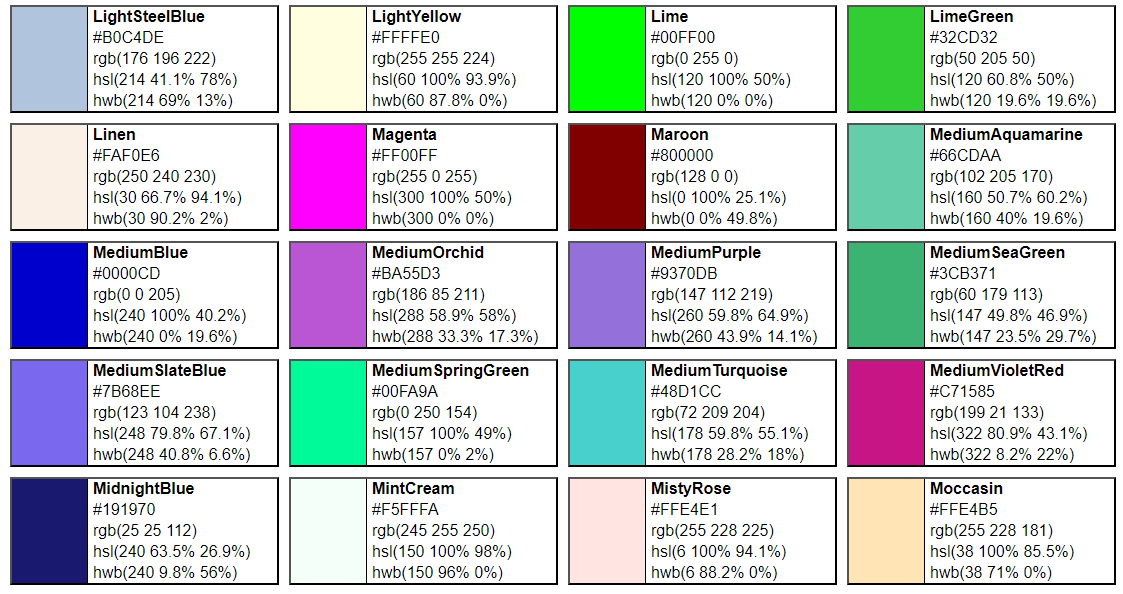 LightSteelBlue
#B0C4DE
rgb(176 196 222)
hsl(214 41.1% 78%)
hwb(214 69% 13%)
LightYellow
#FFFFE0
rgb(255 255 224)
hsl(60 100% 93.9%)
hwb(60 87.8% 0%)
Lime
#00FF00
rgb(0 255 0)
hsl(120 100% 50%)
hwb(120 0% 0%)
LimeGreen
#32CD32
rgb(50 205 50)
hsl(120 60.8% 50%)
hwb(120 19.6% 19.6%)
Linen
#FAF0E6
rgb(250 240 230)
hsl(30 66.7% 94.1%)
hwb(30 90.2% 2%)
Magenta
#FF00FF
rgb(255 0 255)
hsl(300 100% 50%)
hwb(300 0% 0%)
Maroon
#800000
rgb(128 0 0)
hsl(0 100% 25.1%)
hwb(0 0% 49.8%)
MediumAquamarine
#66CDAA
rgb(102 205 170)
hsl(160 50.7% 60.2%)
hwb(160 40% 19.6%)
MediumBlue
#0000CD
rgb(0 0 205)
hsl(240 100% 40.2%)
hwb(240 0% 19.6%)
MediumOrchid
#BA55D3
rgb(186 85 211)
hsl(288 58.9% 58%)
hwb(288 33.3% 17.3%)
MediumPurple
#9370DB
rgb(147 112 219)
hsl(260 59.8% 64.9%)
hwb(260 43.9% 14.1%)
MediumSeaGreen
#3CB371
rgb(60 179 113)
hsl(147 49.8% 46.9%)
hwb(147 23.5% 29.7%)
MediumSlateBlue
#7B68EE
rgb(123 104 238)
hsl(248 79.8% 67.1%)
hwb(248 40.8% 6.6%)
MediumSpringGreen
#00FA9A
rgb(0 250 154)
hsl(157 100% 49%)
hwb(157 0% 2%)
MediumTurquoise
#48D1CC
rgb(72 209 204)
hsl(178 59.8% 55.1%)
hwb(178 28.2% 18%)
MediumVioletRed
#C71585
rgb(199 21 133)
hsl(322 80.9% 43.1%)
hwb(322 8.2% 22%)
MidnightBlue
#191970
rgb(25 25 112)
hsl(240 63.5% 26.9%)
hwb(240 9.8% 56%)
MintCream
#F5FFFA
rgb(245 255 250)
hsl(150 100% 98%)
hwb(150 96% 0%)
MistyRose
#FFE4E1
rgb(255 228 225)
hsl(6 100% 94.1%)
hwb(6 88.2% 0%)
Moccasin
#FFE4B5
rgb(255 228 181)
hsl(38 100% 85.5%)
hwb(38 71% 0%)